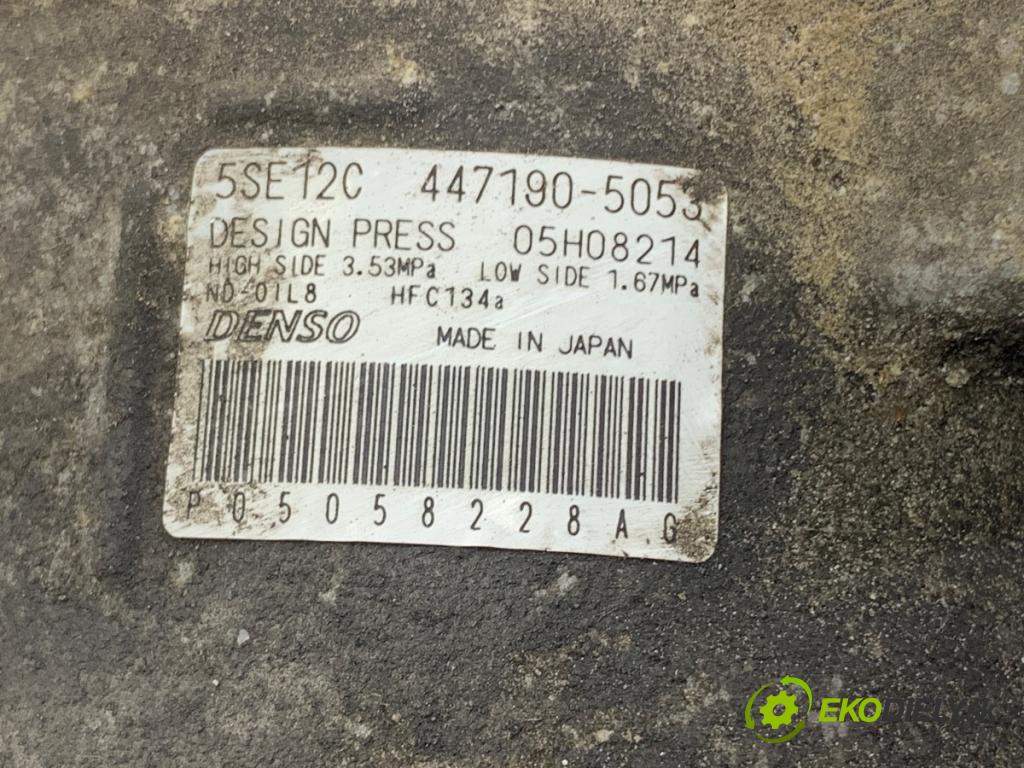 5SE12C 447190-5053
DESIGN PRESS 05H08214
HIGH SIDE 3.53MPa LOW SIDE 1.67MPa
ND-OIL8 HFC134a
DENSO MADE IN JAPAN
P05058228AG
EKODIELY